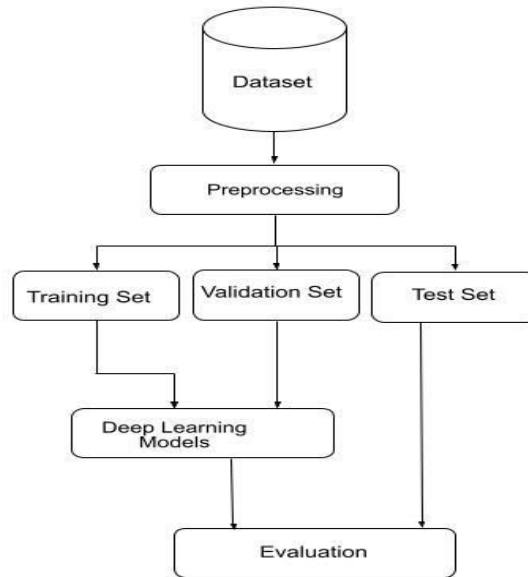 Dataset
Preprocessing
Training Set
Validation Set
Test Set
Deep Learning
Models
Evaluation